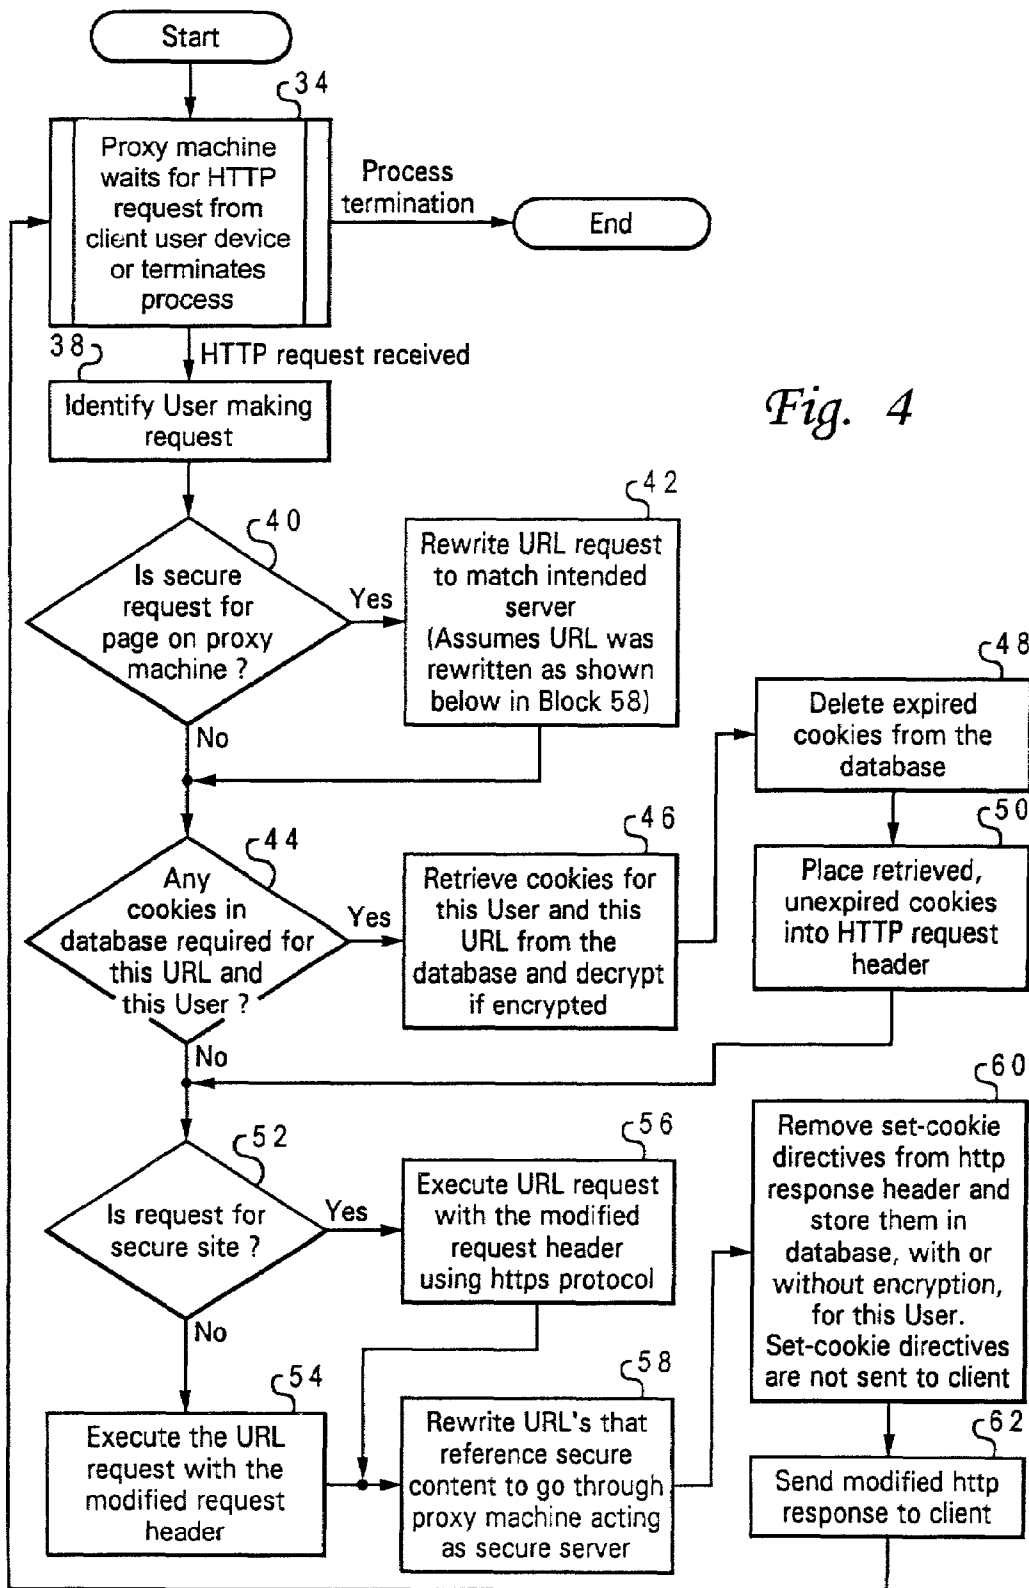 Start
34
Proxy machine
waits for HTTP
request from
client user device
or terminates
process
Process
termination
End
38
HTTP request received
Identify User making
request
Fig. 4
40
Is secure
request for
page on proxy
machine ?
Yes
No
42
Rewrite URL request
to match intended
server
(Assumes URL was
rewritten as shown
below in Block 58)
44
Any
cookies in
database required for
this URL and
this User ?
Yes
No
46
Retrieve cookies for
this User and this
URL from the
database and decrypt
if encrypted
48
Delete expired
cookies from the
database
50
Place retrieved,
unexpired cookies
into HTTP request
header
52
Is request for
secure site ?
Yes
No
56
Execute URL request
with the modified
request header
using https protocol
54
Execute the URL
request with the
modified request
header
58
Rewrite URL's that
reference secure
content to go through
proxy machine acting
as secure server
60
Remove set-cookie
directives from http
response header and
store them in
database, with or
without encryption,
for this User.
Set-cookie directives
are not sent to client
62
Send modified http
response to client